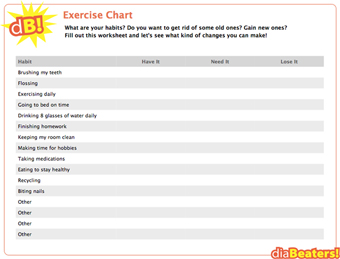 dB!
Exercise Chart
What are your habits? Do you want to get rid of some old ones? Gain new ones?
Fill out this worksheet and let's see what kind of changes you can make!
Habit Have It Need It Lose It
Brushing my teeth
Flossing
Exercising daily
Going to bed on time
Drinking 8 glasses of water daily
Finishing homework
Keeping my room clean
Making time for hobbies
Taking medications
Eating to stay healthy
Recycling
Biting nails
Other
Other
Other
Other
diaBeaters!